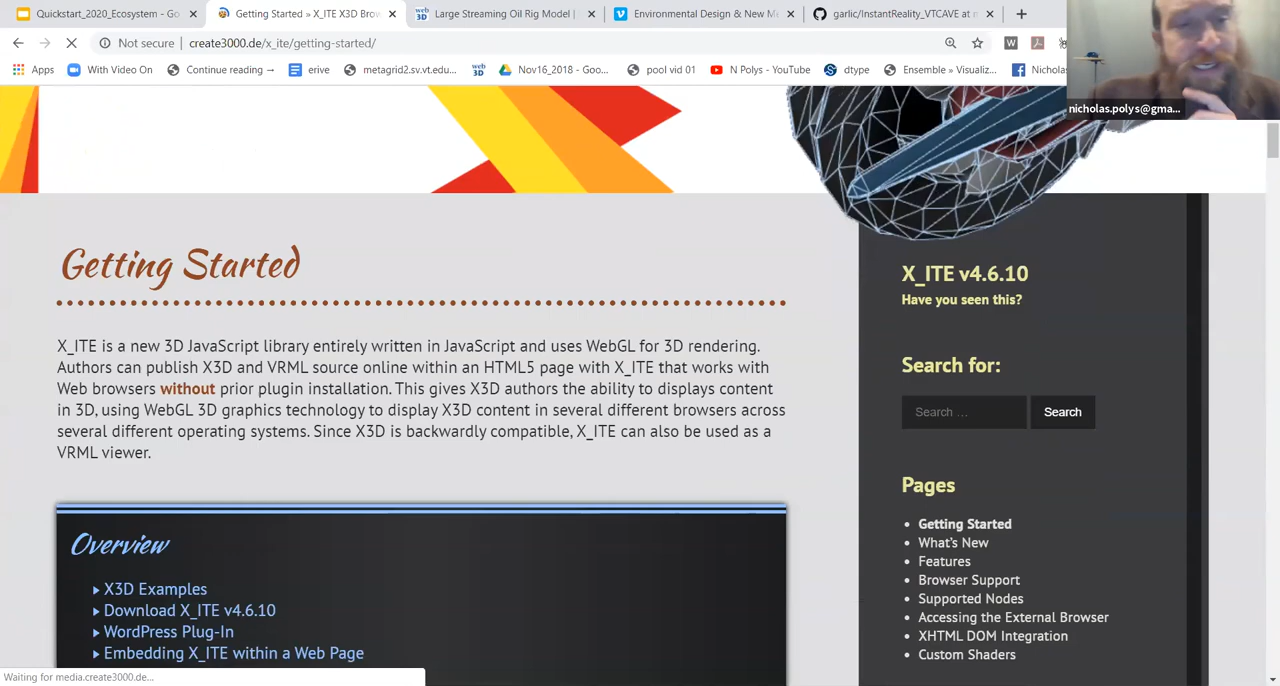 Quickstart_2020_Ecosystem - Go
Getting Started » X_ITE X3D Brow
Large Streaming Oil Rig Model |
Environmental Design & New Me
garlic/InstantReality_VTCAVE at m
Not secure | create3000.de/x_ite/getting-started/
Apps
With Video On
Continue reading →
erive
metagrid2.sv.vt.edu...
web 3D
Nov16_2018 - Goo...
pool vid 01
N Polys - YouTube
dtype
Ensemble » Visualiz...
Nicholas
nicholas.polys@gma...
Getting Started
X_ITE is a new 3D JavaScript library entirely written in JavaScript and uses WebGL for 3D rendering.
Authors can publish X3D and VRML source online within an HTML5 page with X_ITE that works with
Web browsers without prior plugin installation. This gives X3D authors the ability to displays content
in 3D, using WebGL 3D graphics technology to display X3D content in several different browsers across
several different operating systems. Since X3D is backwardly compatible, X_ITE can also be used as a
VRML viewer.
Overview
X3D Examples
Download X_ITE v4.6.10
WordPress Plug-In
Embedding X_ITE within a Web Page
X_ITE v4.6.10
Have you seen this?
Search for:
Search …
Search
Pages
Getting Started
What's New
Features
Browser Support
Supported Nodes
Accessing the External Browser
XHTML DOM Integration
Custom Shaders
Waiting for media.create3000.de...